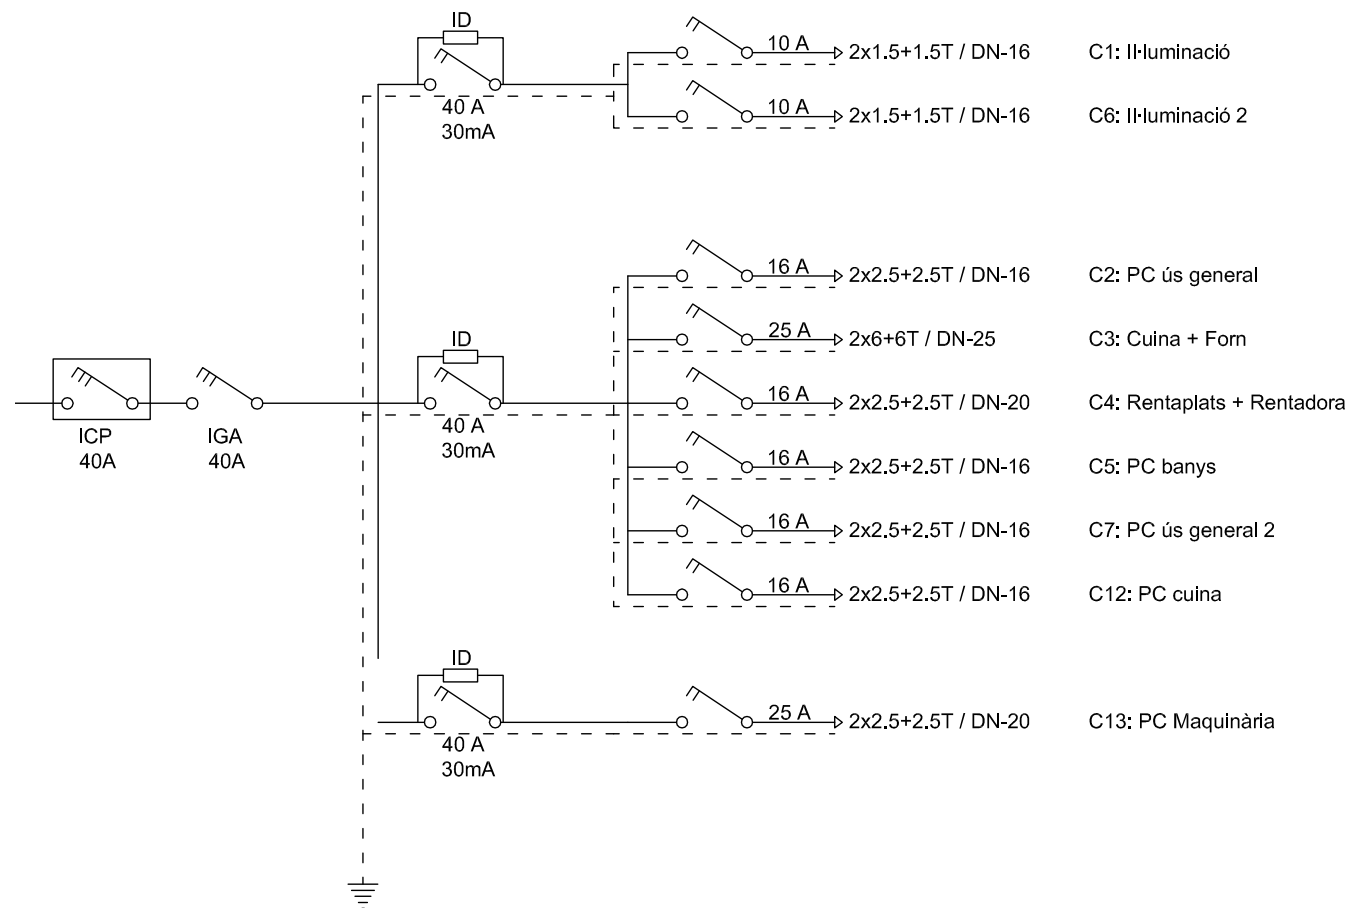 ID
10 A
2x1.5+1.5T / DN-16 C1: Il·luminació
40 A
30mA
10 A
2x1.5+1.5T / DN-16 C6: Il·luminació 2
16 A
2x2.5+2.5T / DN-16 C2: PC ús general
ID
25 A
2x6+6T / DN-25 C3: Cuina + Forn
ICP
40A
IGA
40A
40 A
30mA
16 A
2x2.5+2.5T / DN-20 C4: Rentaplats + Rentadora
16 A
2x2.5+2.5T / DN-16 C5: PC banys
16 A
2x2.5+2.5T / DN-16 C7: PC ús general 2
16 A
2x2.5+2.5T / DN-16 C12: PC cuina
ID
40 A
30mA
25 A
2x2.5+2.5T / DN-20 C13: PC Maquinària